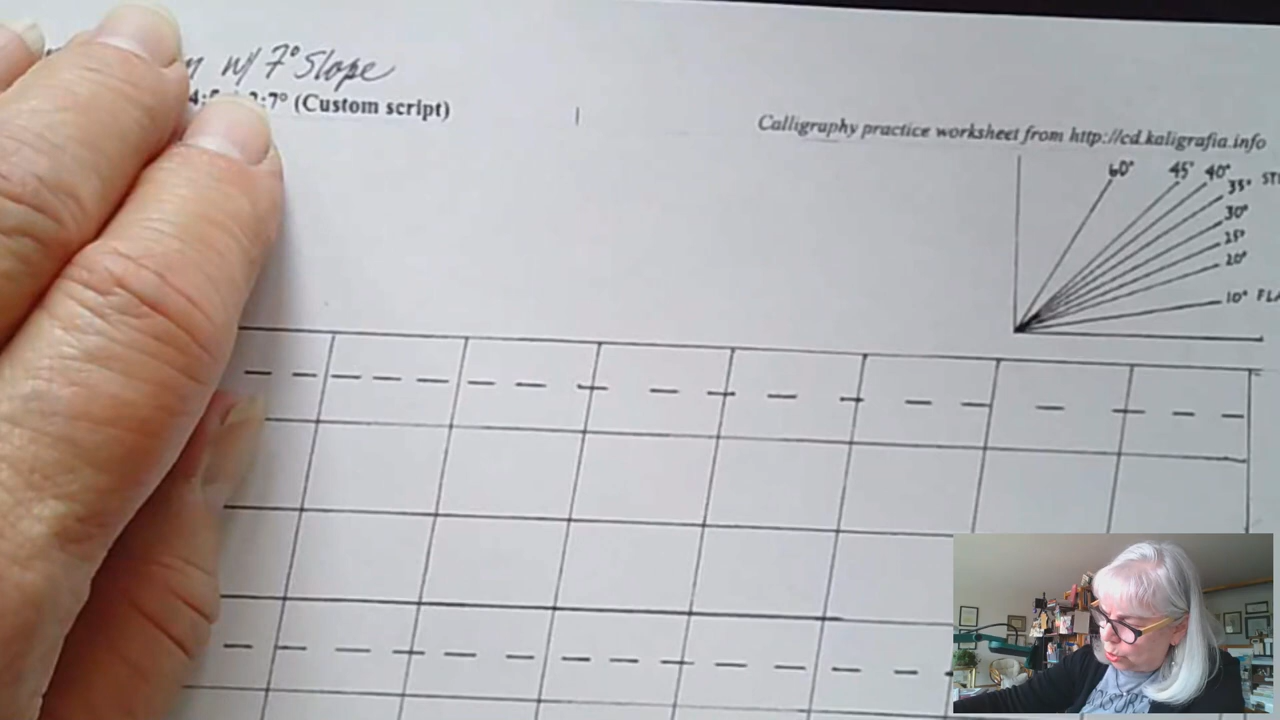 w/ 7° Slope
:7° (Custom script)
Calligraphy practice worksheet from http://cd.kaligrafia.info
60° 45° 40°
35°
30°
25°
20°
10°